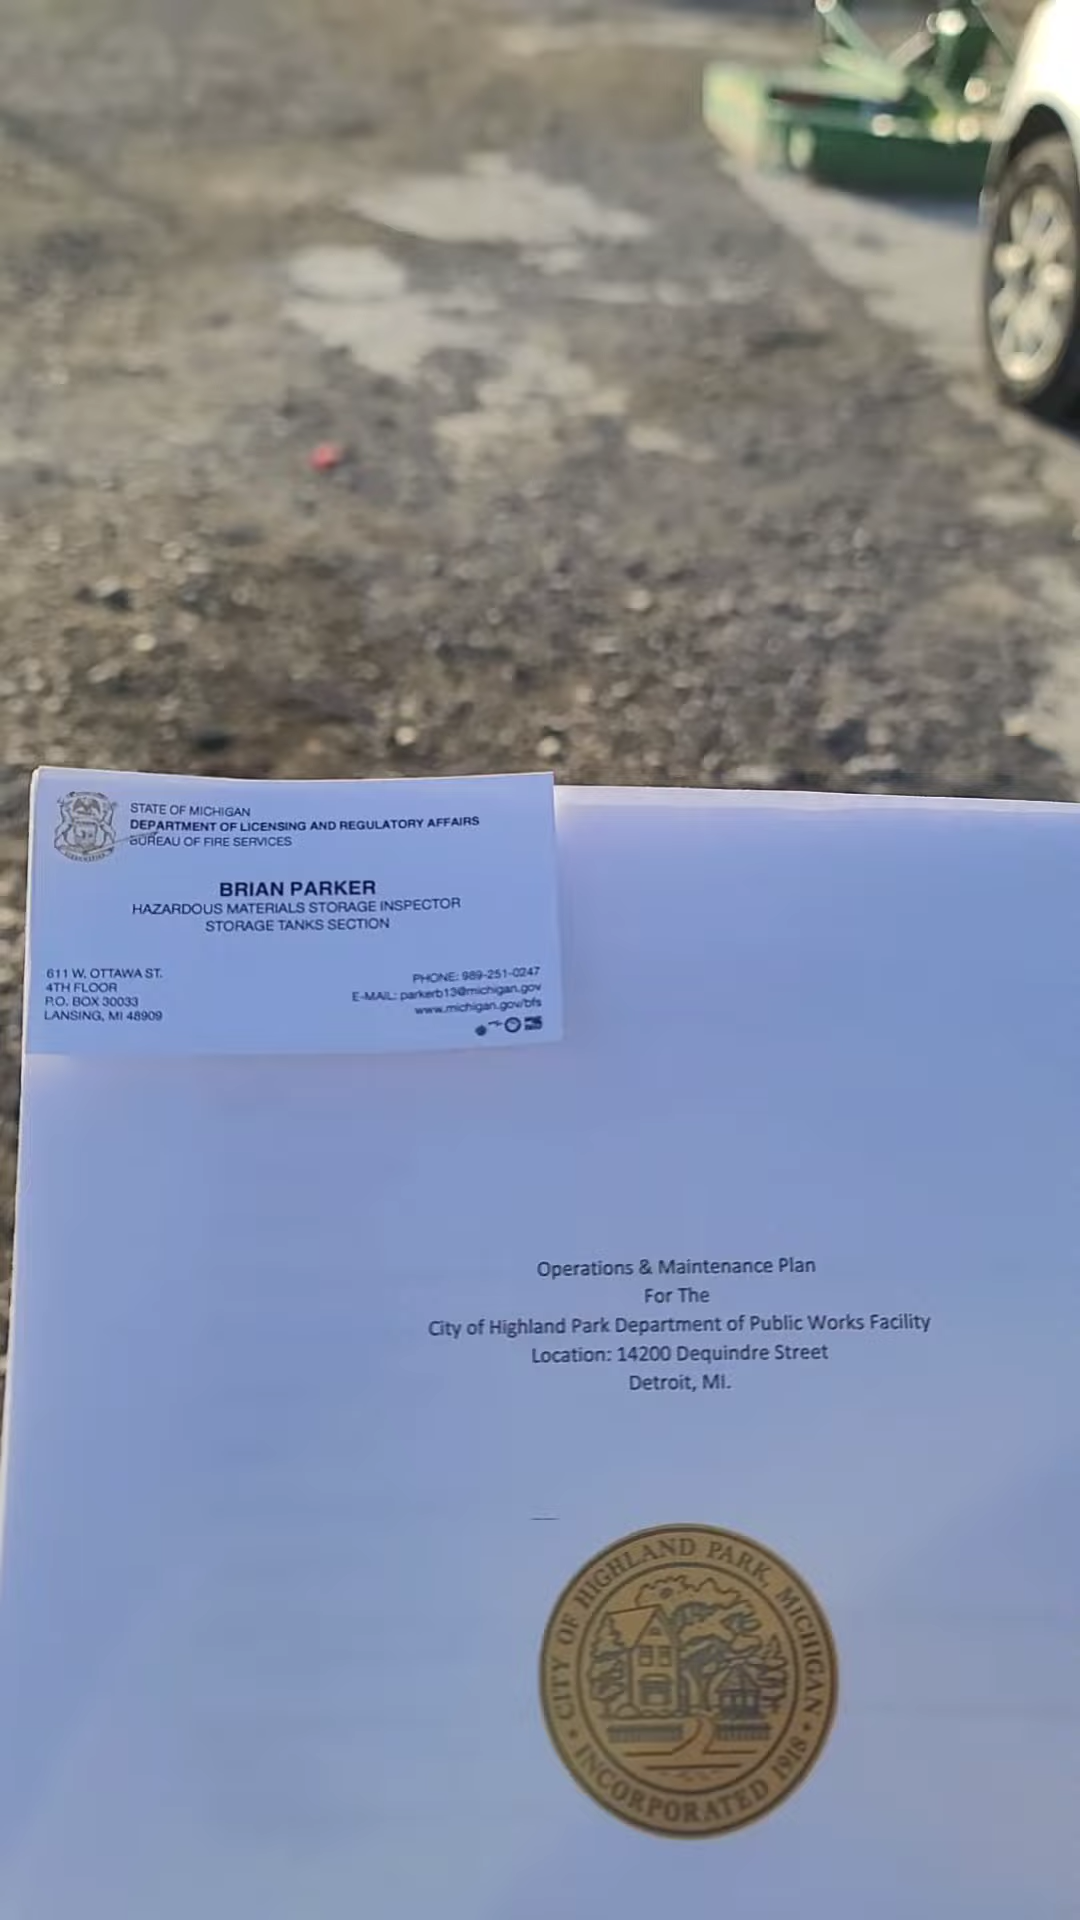 STATE OF MICHIGAN
DEPARTMENT OF LICENSING AND REGULATORY AFFAIRS
BUREAU OF FIRE SERVICES
BRIAN PARKER
HAZARDOUS MATERIALS STORAGE INSPECTOR
STORAGE TANKS SECTION
611 W. OTTAWA ST.
4TH FLOOR
P.O. BOX 30033
LANSING, MI 48909
PHONE: 989-251-0247
E-MAIL: parkerb13@michigan.gov
www.michigan.gov/bfs
Operations & Maintenance Plan
For The
City of Highland Park Department of Public Works Facility
Location: 14200 Dequindre Street
Detroit, MI.
CITY OF HIGHLAND PARK, MICHIGAN
INCORPORATED 1918